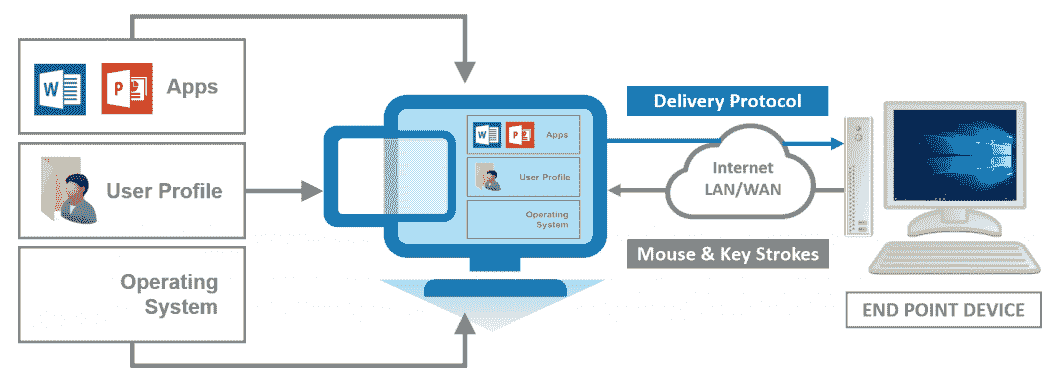 W
P
Apps
User Profile
Operating
System
W
P
Apps
User Profile
Operating
System
Delivery Protocol
Internet
LAN/WAN
Mouse & Key Strokes
END POINT DEVICE